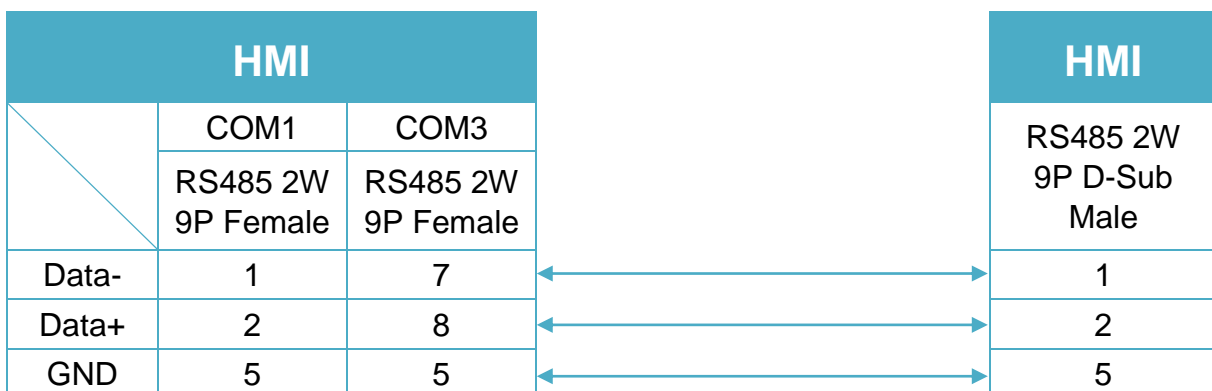 HMI HMI
COM1 COM3
RS485 2W
9P Female
RS485 2W
9P Female
RS485 2W
9P D-Sub
Male
Data- 1 7 1
Data+ 2 8 2
GND 5 5 5